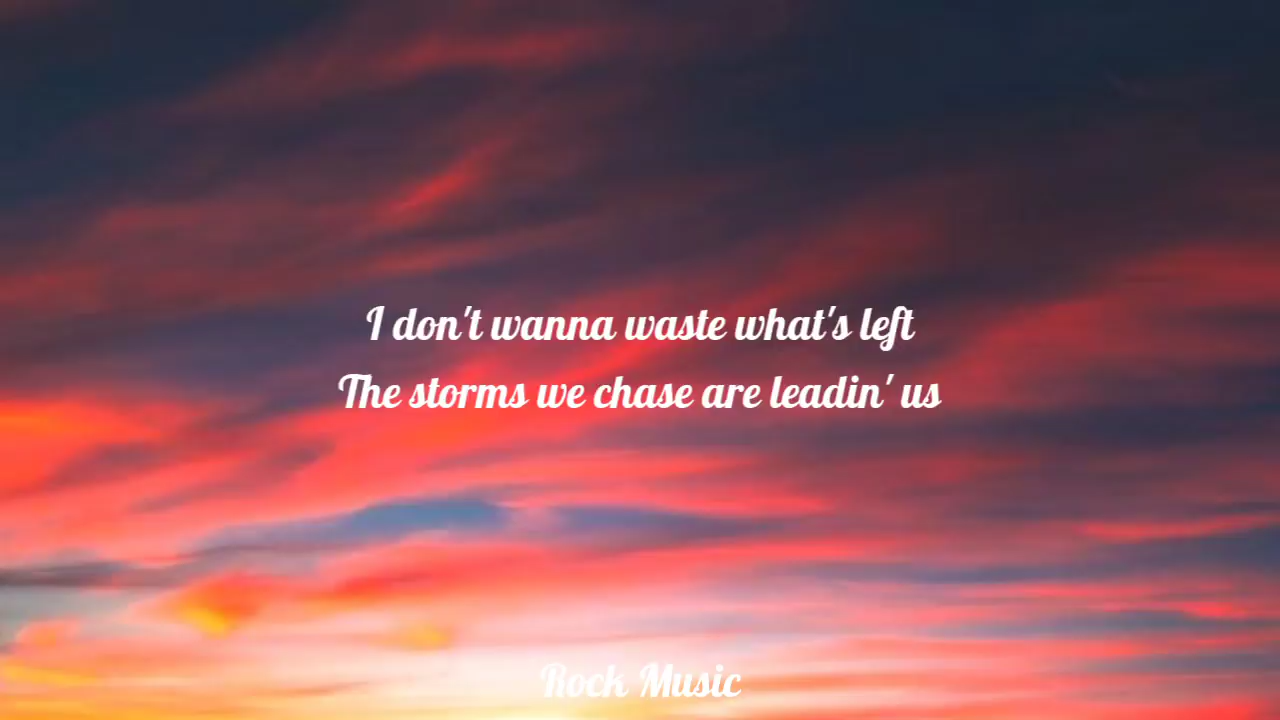 I don't wanna waste what's left
The storms we chase are leadin' us
Rock Music